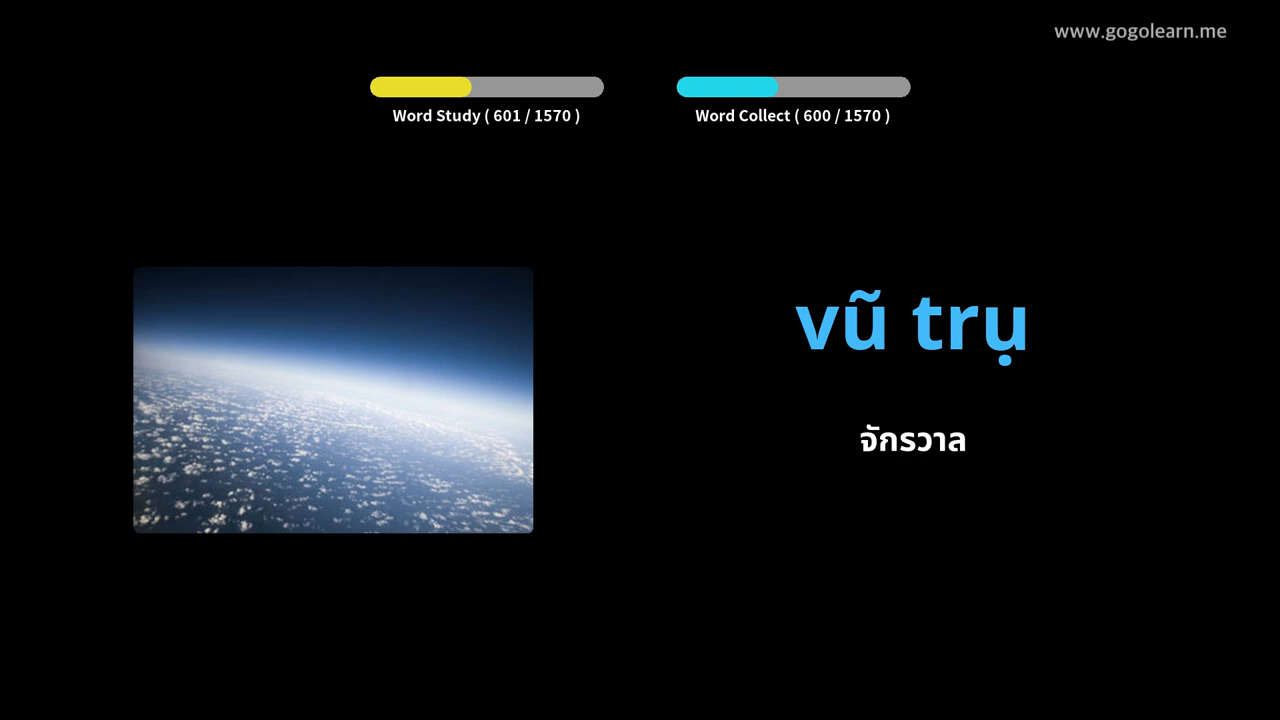 www.gogolearn.me
Word Study ( 601 / 1570 )
Word Collect ( 600 / 1570 )
vũ trụ
จักรวาล